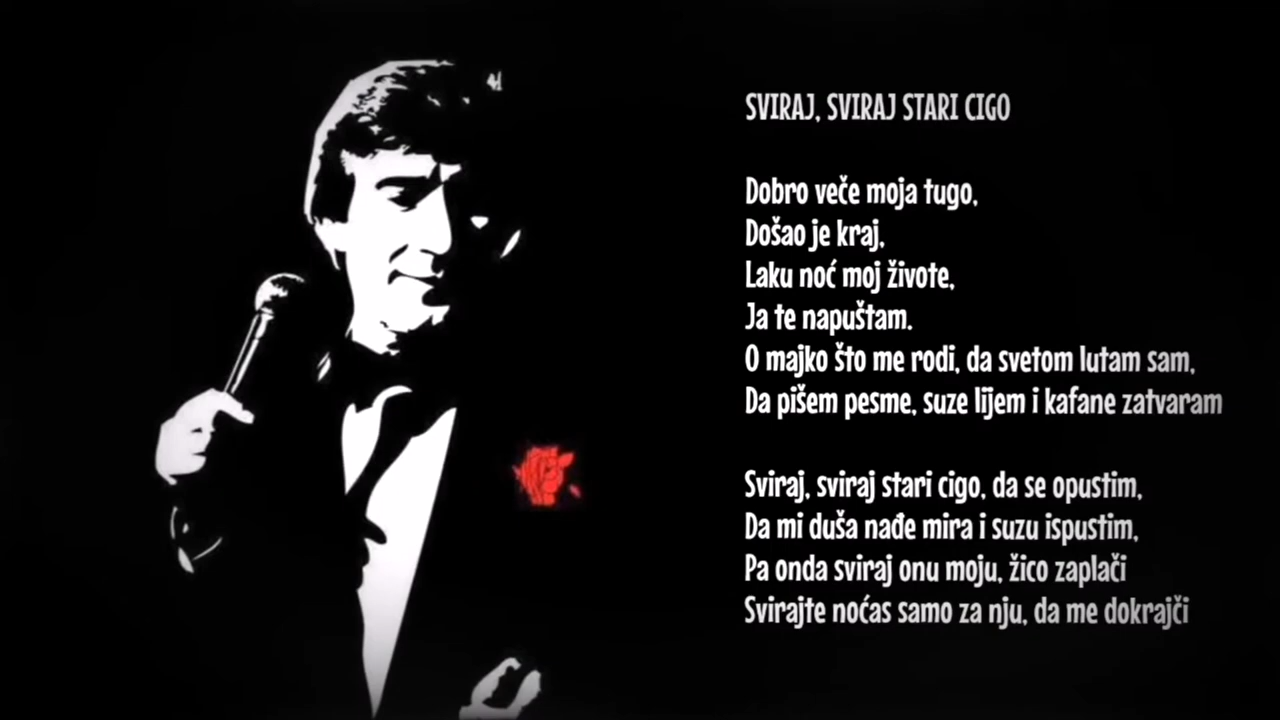 SVIRAJ, SVIRAJ STARI CIGO
Dobro veče moja tugo,
Došao je kraj,
Laku noć moj živote,
Ja te napuštam.
O majko što me rodi, da svetom lutam sam,
Da pišem pesme, suze lijem i kafane zatvaram
Sviraj, sviraj stari cigo, da se opustim,
Da mi duša nađe mira i suzu ispustim,
Pa onda sviraj onu moju, žico zaplači
Svirajte noćas samo za nju, da me dokrajči